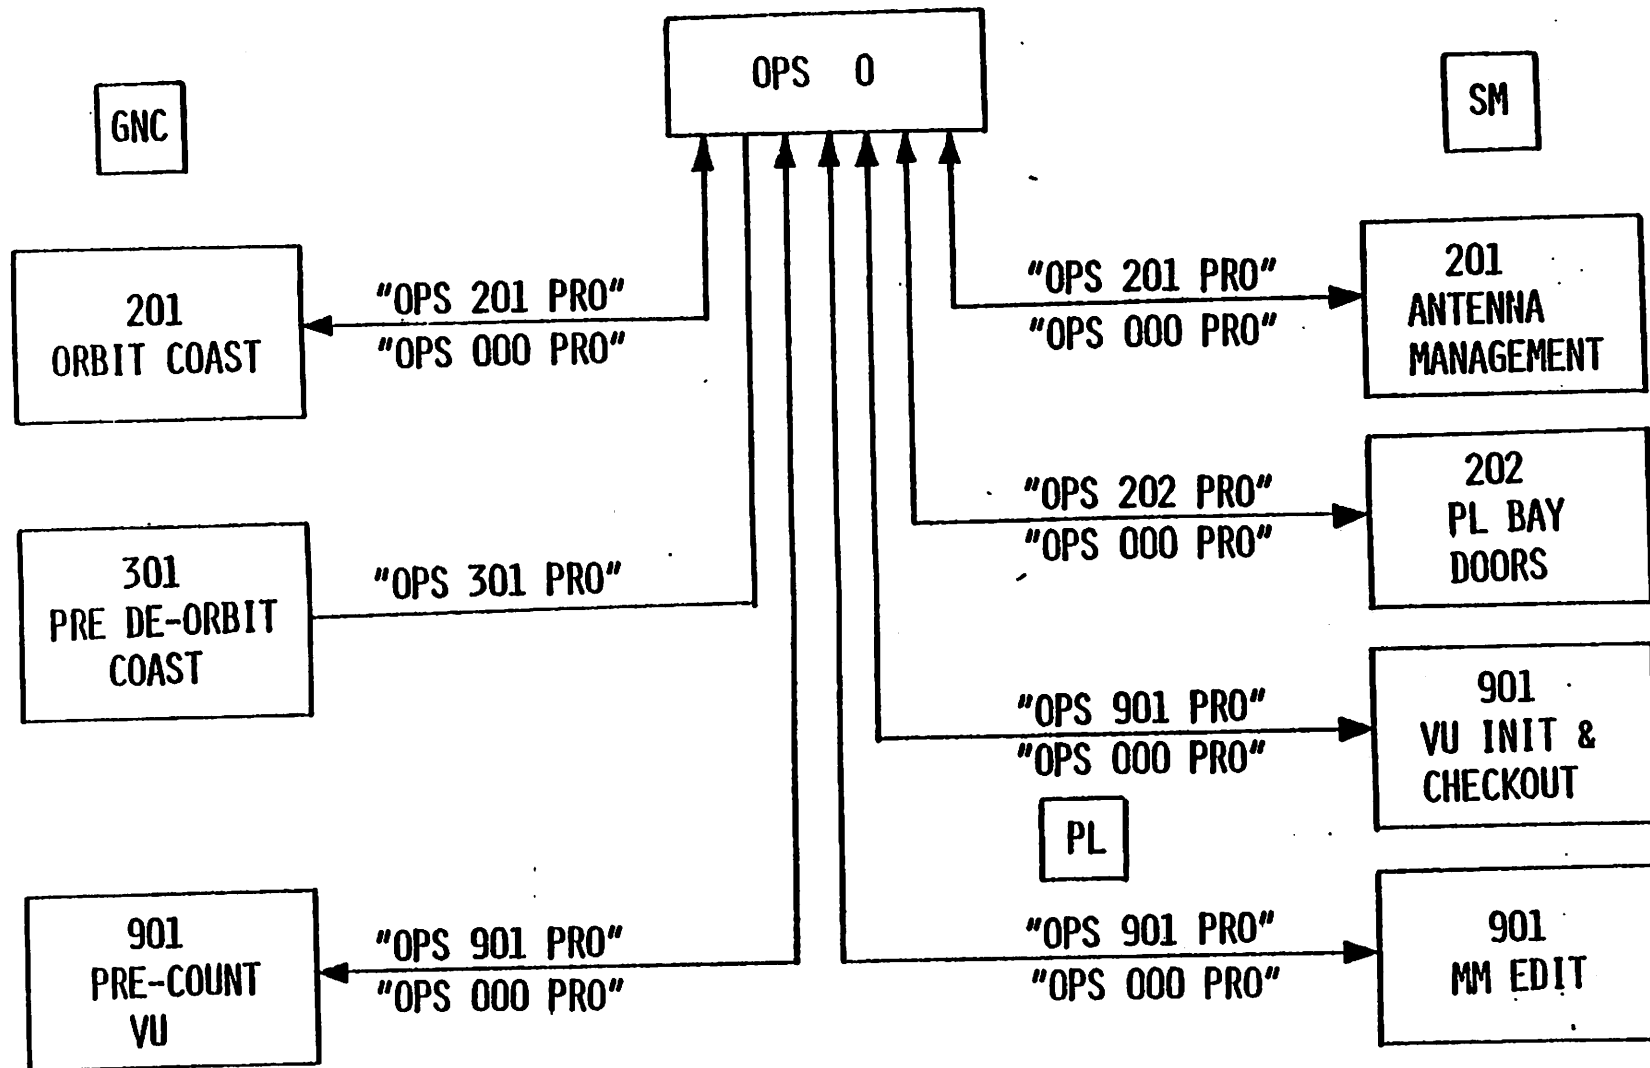 OPS 0
GNC
SM
201
ORBIT COAST
"OPS 201 PRO"
"OPS 000 PRO"
"OPS 201 PRO"
"OPS 000 PRO"
201
ANTENNA
MANAGEMENT
"OPS 202 PRO"
"OPS 000 PRO"
202
PL BAY
DOORS
301
PRE DE-ORBIT
COAST
"OPS 301 PRO"
"OPS 901 PRO"
"OPS 000 PRO"
901
VU INIT &
CHECKOUT
PL
901
PRE-COUNT
VU
"OPS 901 PRO"
"OPS 000 PRO"
"OPS 901 PRO"
"OPS 000 PRO"
901
MM EDIT